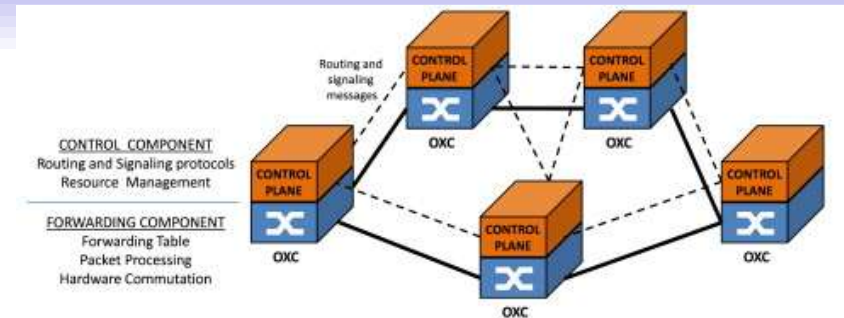 Routing and
signaling
messages
CONTROL
PLANE
OXC
CONTROL
PLANE
OXC
CONTROL COMPONENT
Routing and Signaling protocols
Resource Management
FORWARDING COMPONENT
Forwarding Table
Packet Processing
Hardware Commutation
CONTROL
PLANE
OXC
CONTROL
PLANE
OXC
CONTROL
PLANE
OXC